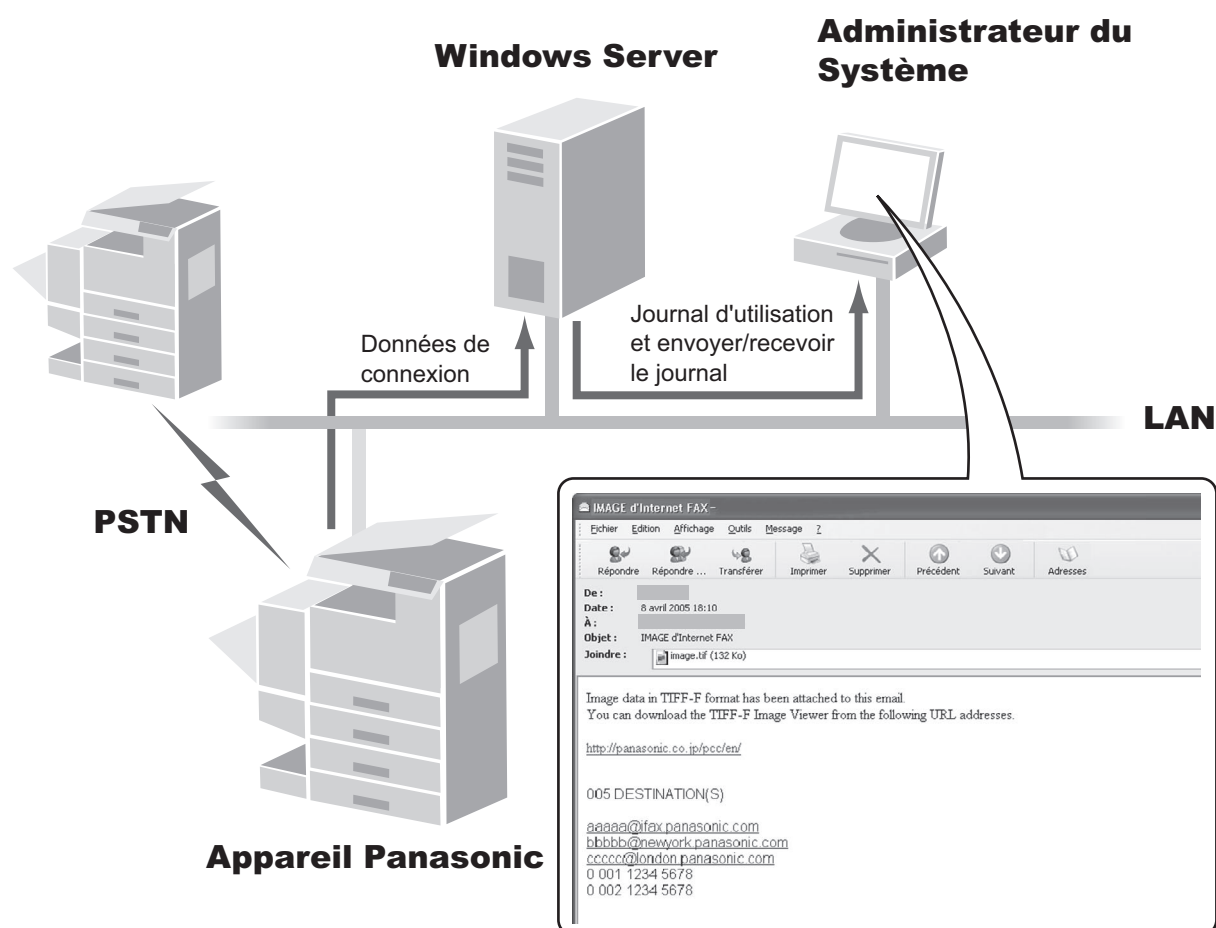 Windows Server
Administrateur du
Système
Données de
connexion
Journal d'utilisation
et envoyer/recevoir
le journal
LAN
PSTN
Appareil Panasonic
IMAGE d'Internet FAX -
Fichier Edition Affichage Outils Message ?
Répondre Répondre ... Transférer Imprimer Supprimer Précédent Suivant Adresses
De :
Date : 8 avril 2005 18:10
À :
Objet : IMAGE d'Internet FAX
Joindre : image.tif (132 Ko)
Image data in TIFF-F format has been attached to this email.
You can download the TIFF-F Image Viewer from the following URL addresses.
http://panasonic.co.jp/pcc/en/
005 DESTINATION(S)
aaaaa@ifax.panasonic.com
bbbbb@newyork.panasonic.com
ccccc@london.panasonic.com
0 001 1234 5678
0 002 1234 5678